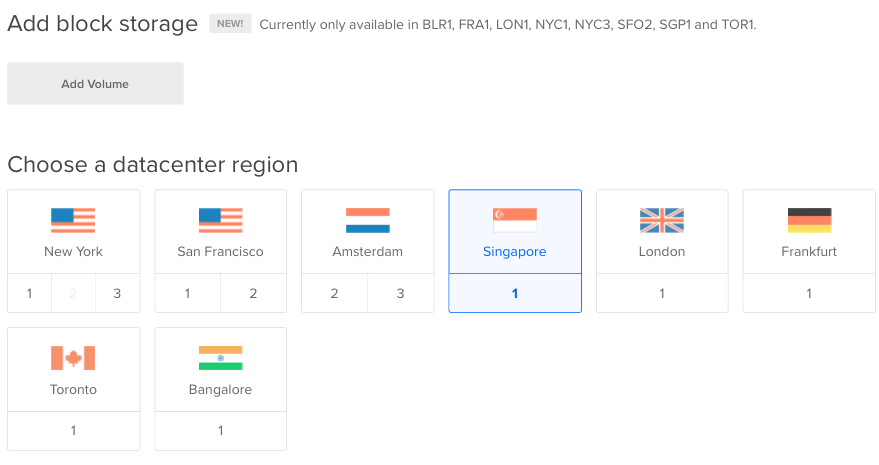 Add block storage NEW! Currently only available in BLR1, FRA1, LON1, NYC1, NYC3, SFO2, SGP1 and TOR1.
Add Volume
Choose a datacenter region
New York San Francisco Amsterdam Singapore London Frankfurt
1 2 3 1 2 2 3 1 1 1
Toronto Bangalore
1 1